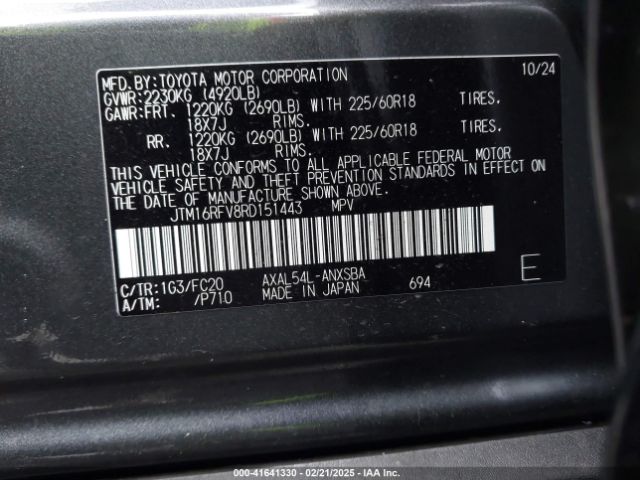 MFD.BY:TOYOTA MOTOR CORPORATION 10/24
GVWR:2230KG (4920LB)
GAWR:FRT. 1220KG (2690LB) WITH 225/60R18 TIRES.
18X7J RIMS.
RR. 1220KG (2690LB) WITH 225/60R18 TIRES.
18X7J RIMS.
THIS VEHICLE CONFORMS TO ALL APPLICABLE FEDERAL MOTOR
VEHICLE SAFETY AND THEFT PREVENTION STANDARDS IN EFFECT ON
THE DATE OF MANUFACTURE SHOWN ABOVE.
JTM16RFV8RD151443 MPV
C/TR:1G3/FC20 AXAL54L-ANXSBA 694 E
A/TM: /P710 MADE IN JAPAN
000-41641330 - 02/21/2025 - IAA Inc.